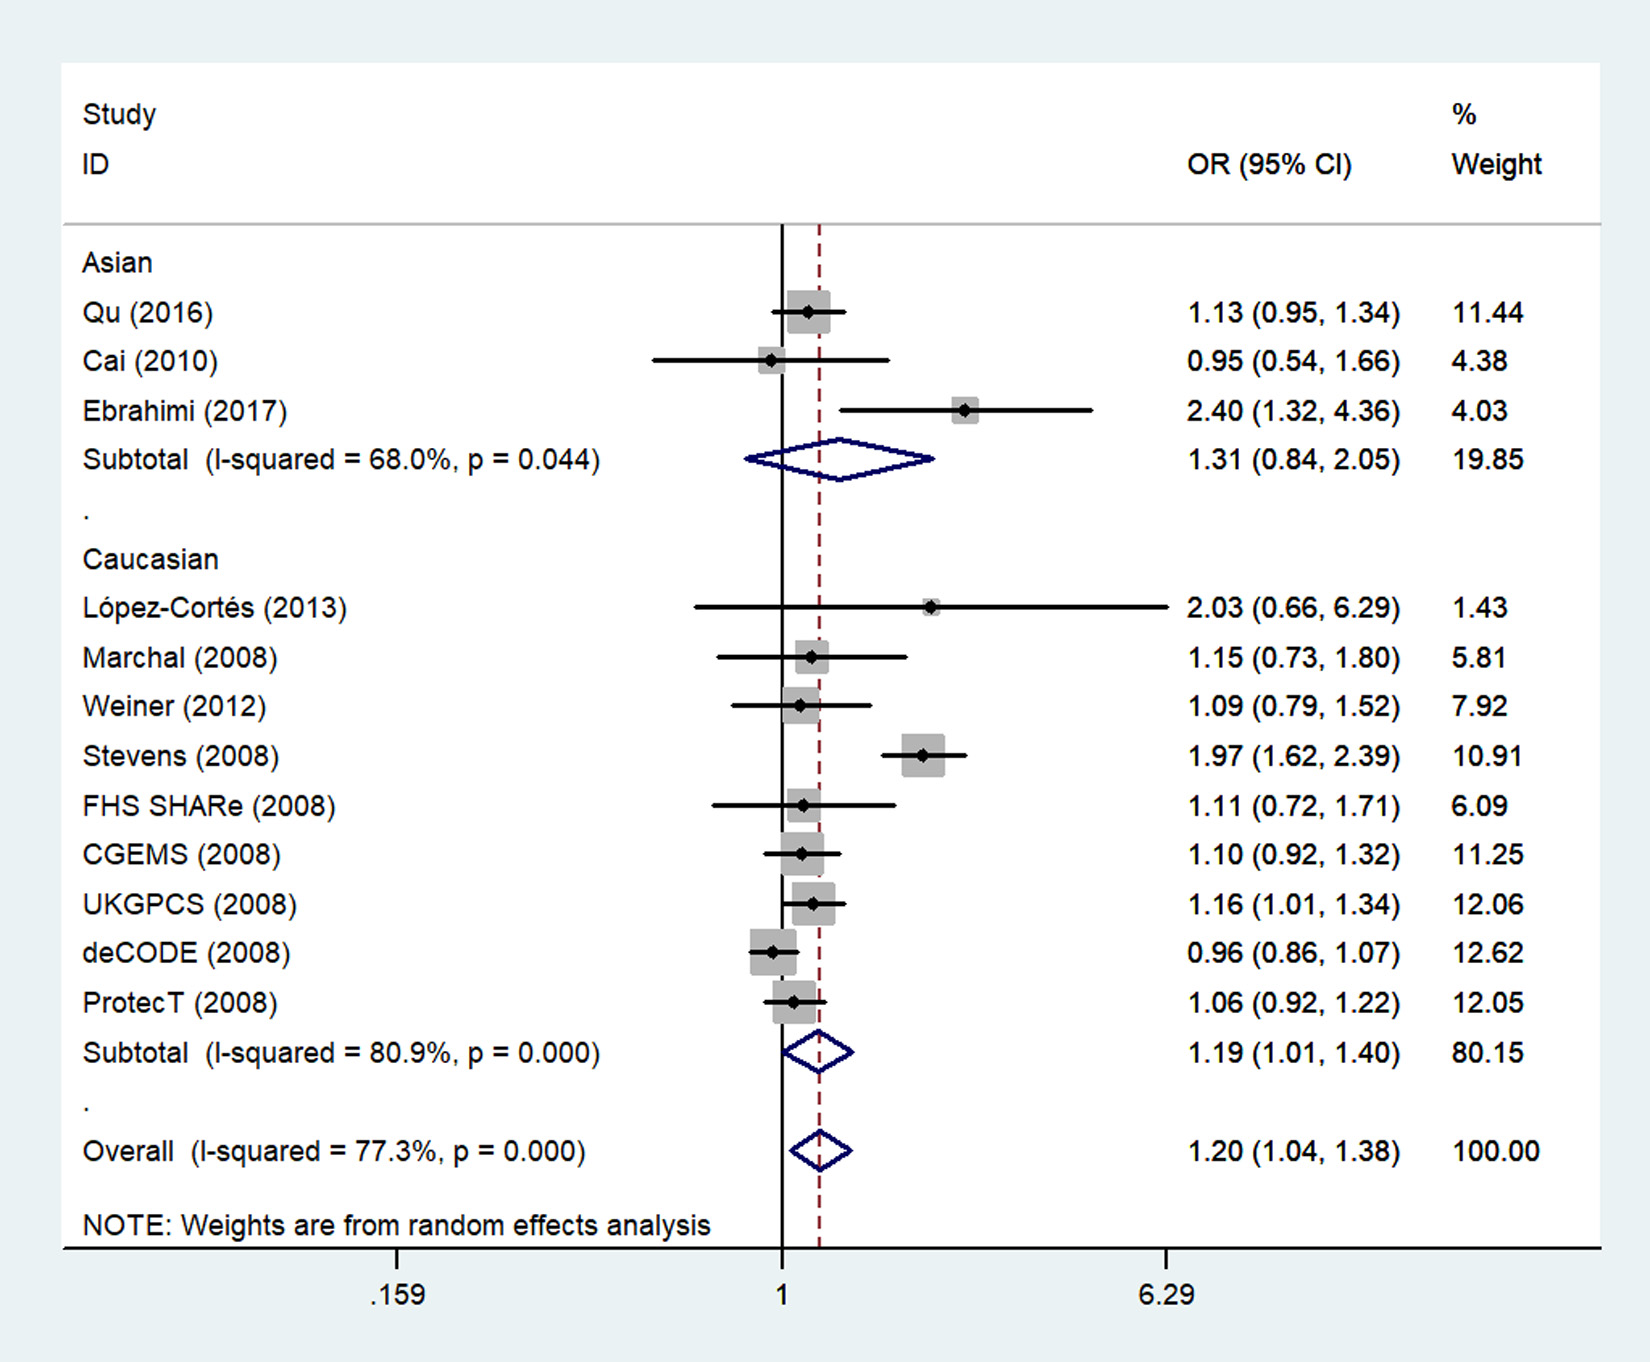 Study %
ID OR (95% CI) Weight
Asian
Qu (2016) 1.13 (0.95, 1.34) 11.44
Cai (2010) 0.95 (0.54, 1.66) 4.38
Ebrahimi (2017) 2.40 (1.32, 4.36) 4.03
Subtotal (I-squared = 68.0%, p = 0.044) 1.31 (0.84, 2.05) 19.85
.
Caucasian
López-Cortés (2013) 2.03 (0.66, 6.29) 1.43
Marchal (2008) 1.15 (0.73, 1.80) 5.81
Weiner (2012) 1.09 (0.79, 1.52) 7.92
Stevens (2008) 1.97 (1.62, 2.39) 10.91
FHS SHARe (2008) 1.11 (0.72, 1.71) 6.09
CGEMS (2008) 1.10 (0.92, 1.32) 11.25
UKGPCS (2008) 1.16 (1.01, 1.34) 12.06
deCODE (2008) 0.96 (0.86, 1.07) 12.62
ProtecT (2008) 1.06 (0.92, 1.22) 12.05
Subtotal (I-squared = 80.9%, p = 0.000) 1.19 (1.01, 1.40) 80.15
.
Overall (I-squared = 77.3%, p = 0.000) 1.20 (1.04, 1.38) 100.00
NOTE: Weights are from random effects analysis
.159 1 6.29